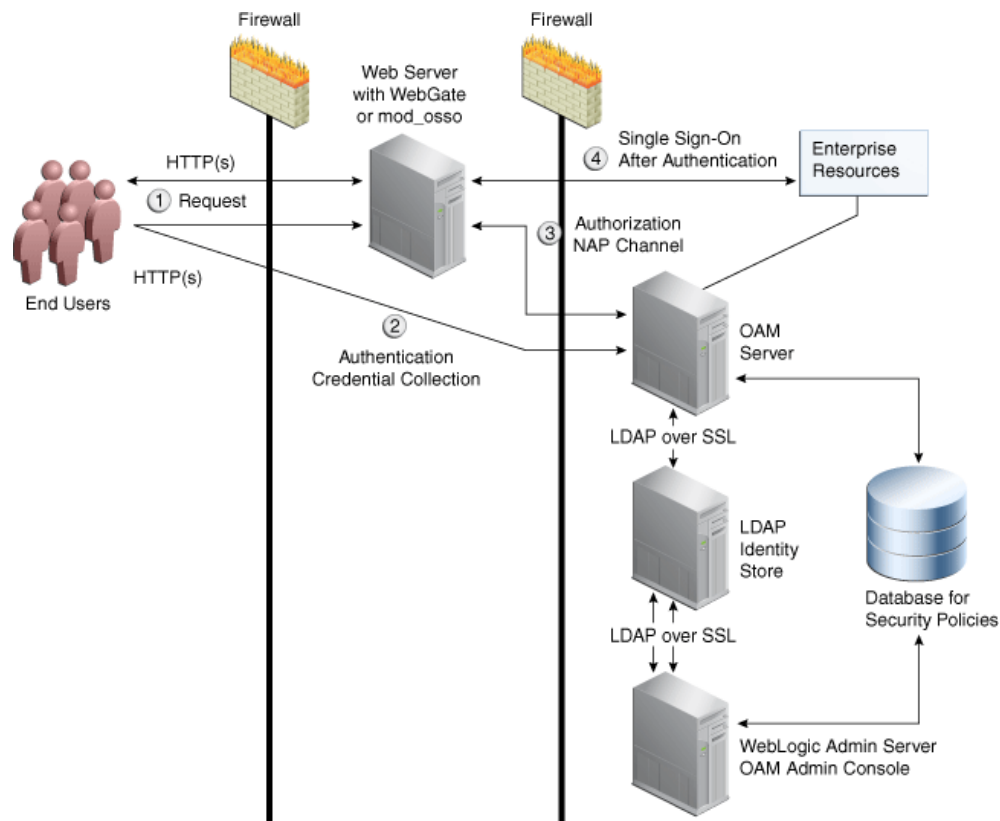 Firewall
Firewall
Web Server
with WebGate
or mod_osso
HTTP(s)
1 Request
HTTP(s)
End Users
2
Authentication
Credential Collection
4
Single Sign-On
After Authentication
Enterprise
Resources
3
Authorization
NAP Channel
OAM
Server
LDAP over SSL
LDAP
Identity
Store
Database for
Security Policies
LDAP over SSL
WebLogic Admin Server
OAM Admin Console